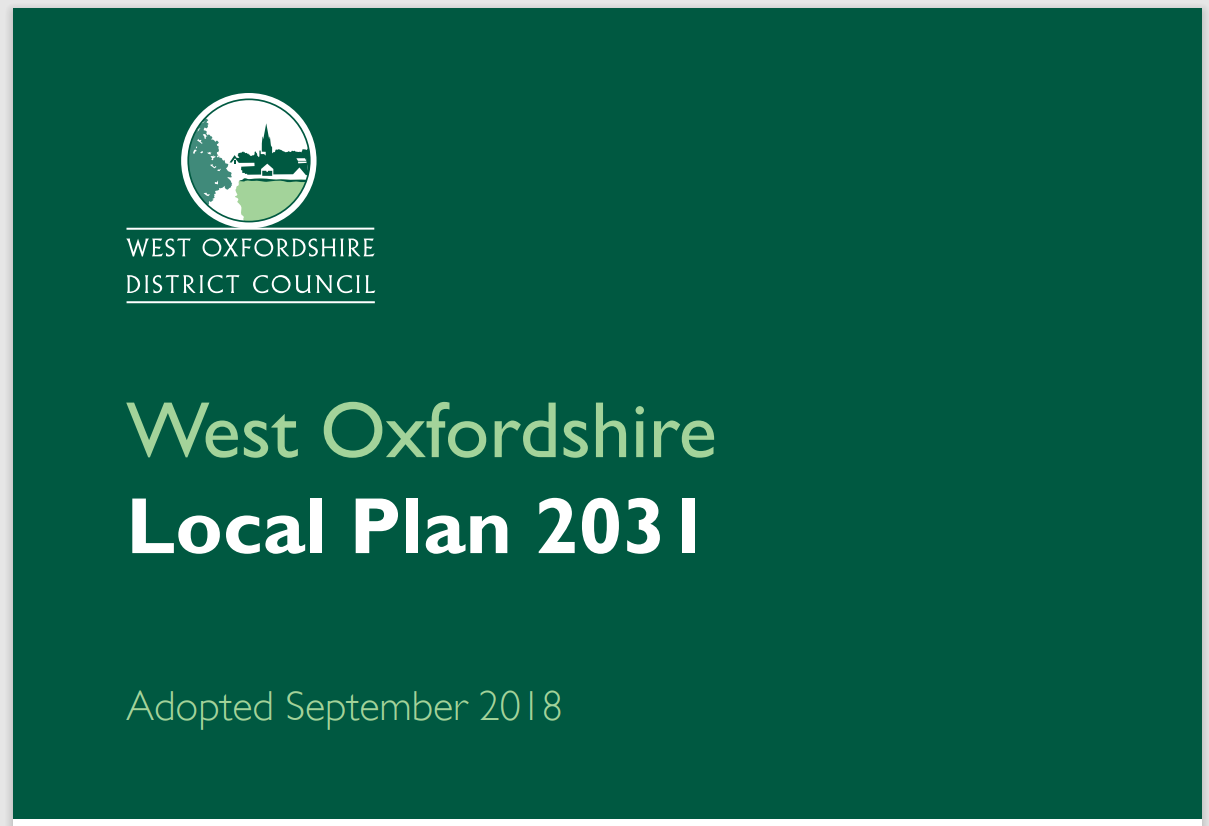 WEST OXFORDSHIRE
DISTRICT COUNCIL
West Oxfordshire
Local Plan 2031
Adopted September 2018